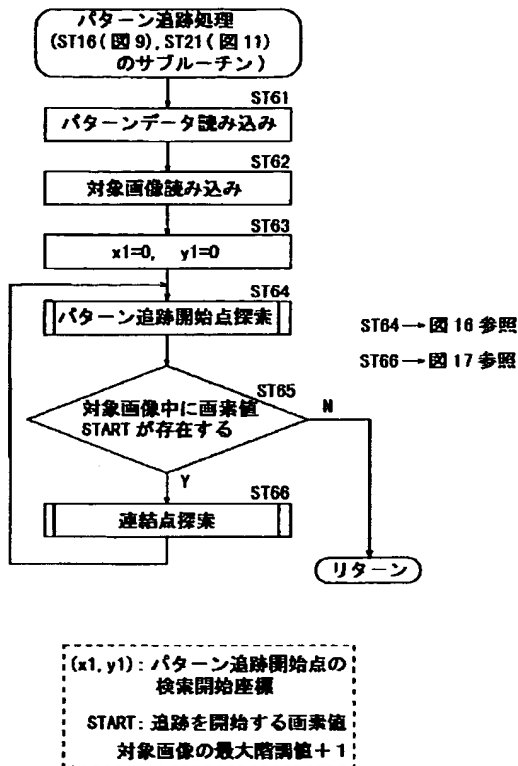 パターン追跡処理
(ST16(図9),ST21(図11)
のサブルーチン)
ST61
パターンデータ読み込み
ST62
対象画像読み込み
ST63
x1=0, y1=0
ST64
パターン追跡開始点探索
ST64→図16参照
ST66→図17参照
ST65
対象画像中に画素値
STARTが存在する
N
Y
ST66
連結点探索
リターン
(x1,y1):パターン追跡開始点の
検索開始座標
START:追跡を開始する画素値
対象画像の最大階調値+1